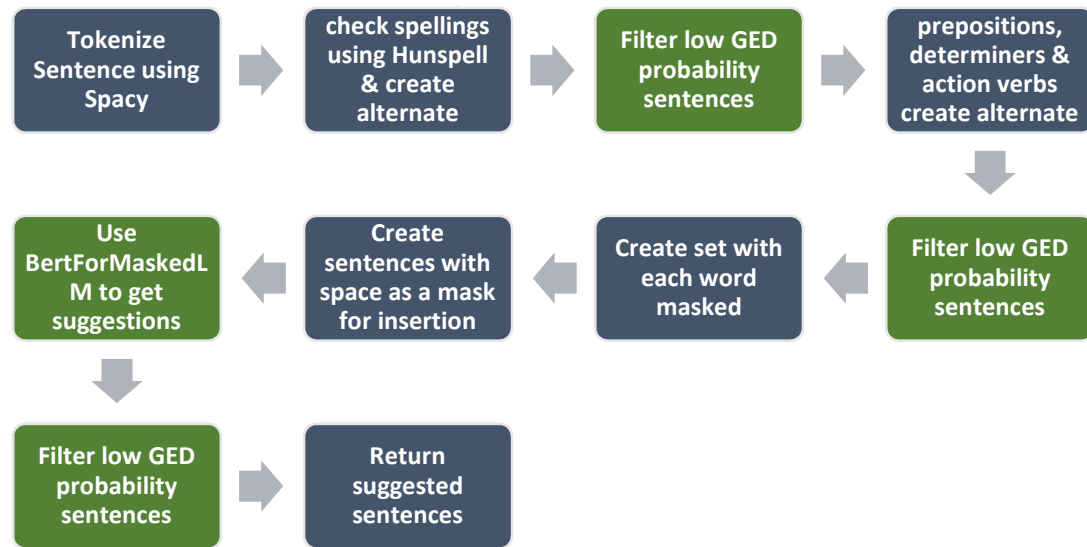 Tokenize
Sentence using
Spacy
check spellings
using Hunspell
& create
alternate
Filter low GED
probability
sentences
prepositions,
determiners &
action verbs
create alternate
Filter low GED
probability
sentences
Create set with
each word
masked
Create
sentences with
space as a mask
for insertion
Use
BertForMaskedL
M to get
suggestions
Filter low GED
probability
sentences
Return
suggested
sentences